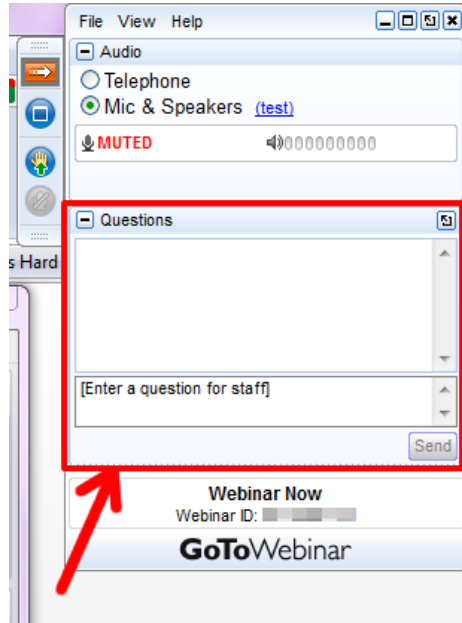 File View Help
Audio
Telephone
Mic & Speakers (test)
MUTED
Questions
s Hard
[Enter a question for staff]
Send
Webinar Now
Webinar ID:
GoToWebinar